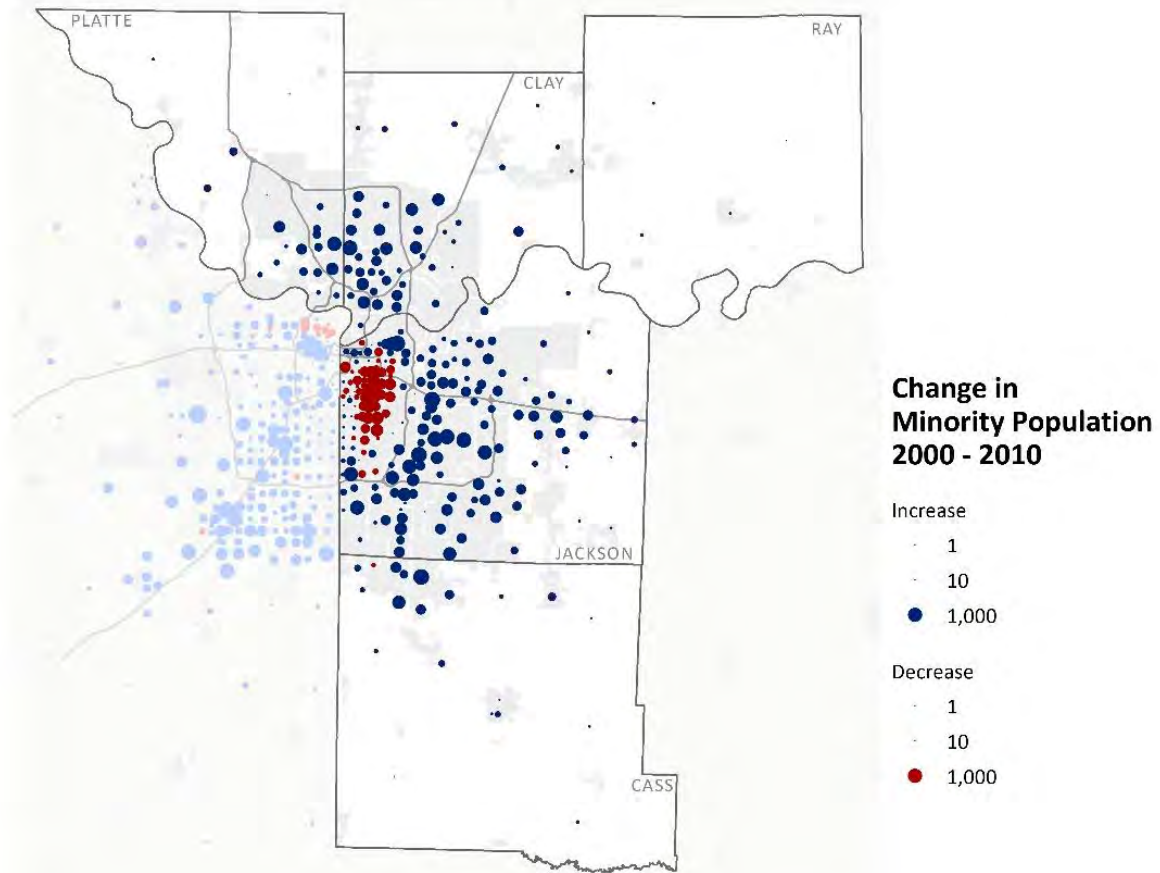 PLATTE
RAY
CLAY
JACKSON
CASS
Change in
Minority Population
2000 - 2010
Increase
1
10
1,000
Decrease
1
10
1,000